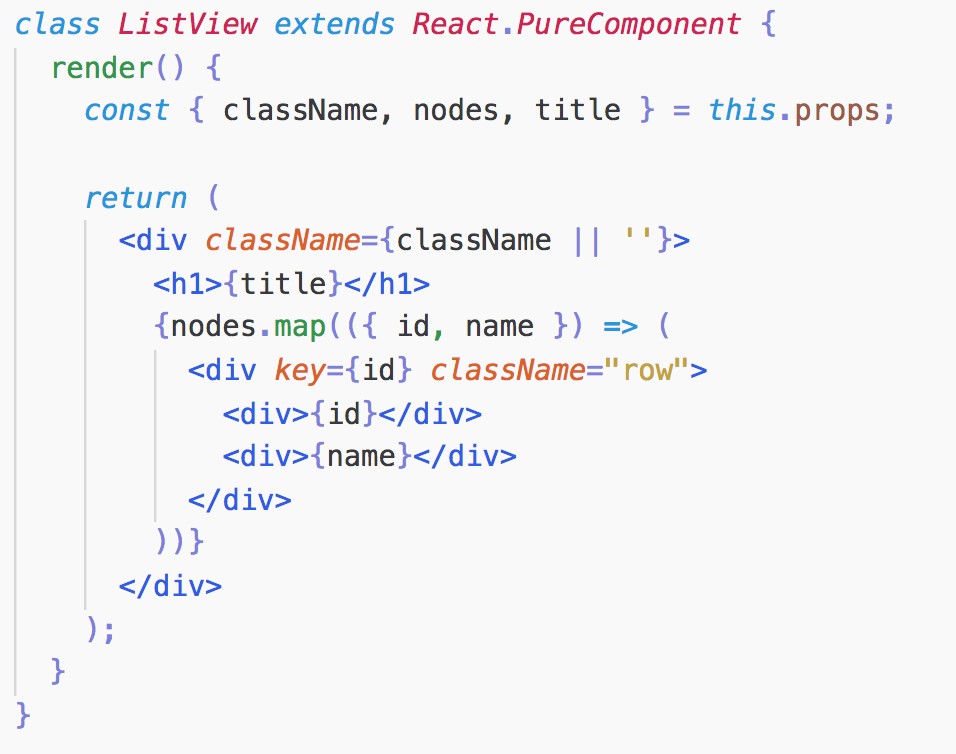 class ListView extends React.PureComponent {
  render() {
    const { className, nodes, title } = this.props;

    return (
      <div className={className || ''}>
        <h1>{title}</h1>
        {nodes.map(({ id, name }) => (
          <div key={id} className="row">
            <div>{id}</div>
            <div>{name}</div>
          </div>
        ))}
      </div>
    );
  }
}